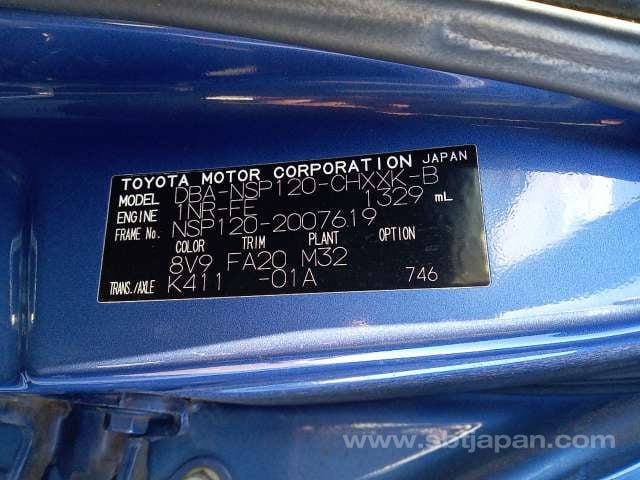 TOYOTA MOTOR CORPORATION JAPAN
MODEL DBA-NSP120-CHXXK-B
ENGINE 1NR-FE 1329 mL
FRAME No. NSP120-2007619
COLOR TRIM PLANT OPTION
8V9 FA20 M32
TRANS./AXLE K411 -01A 746
www.sbtjapan.com